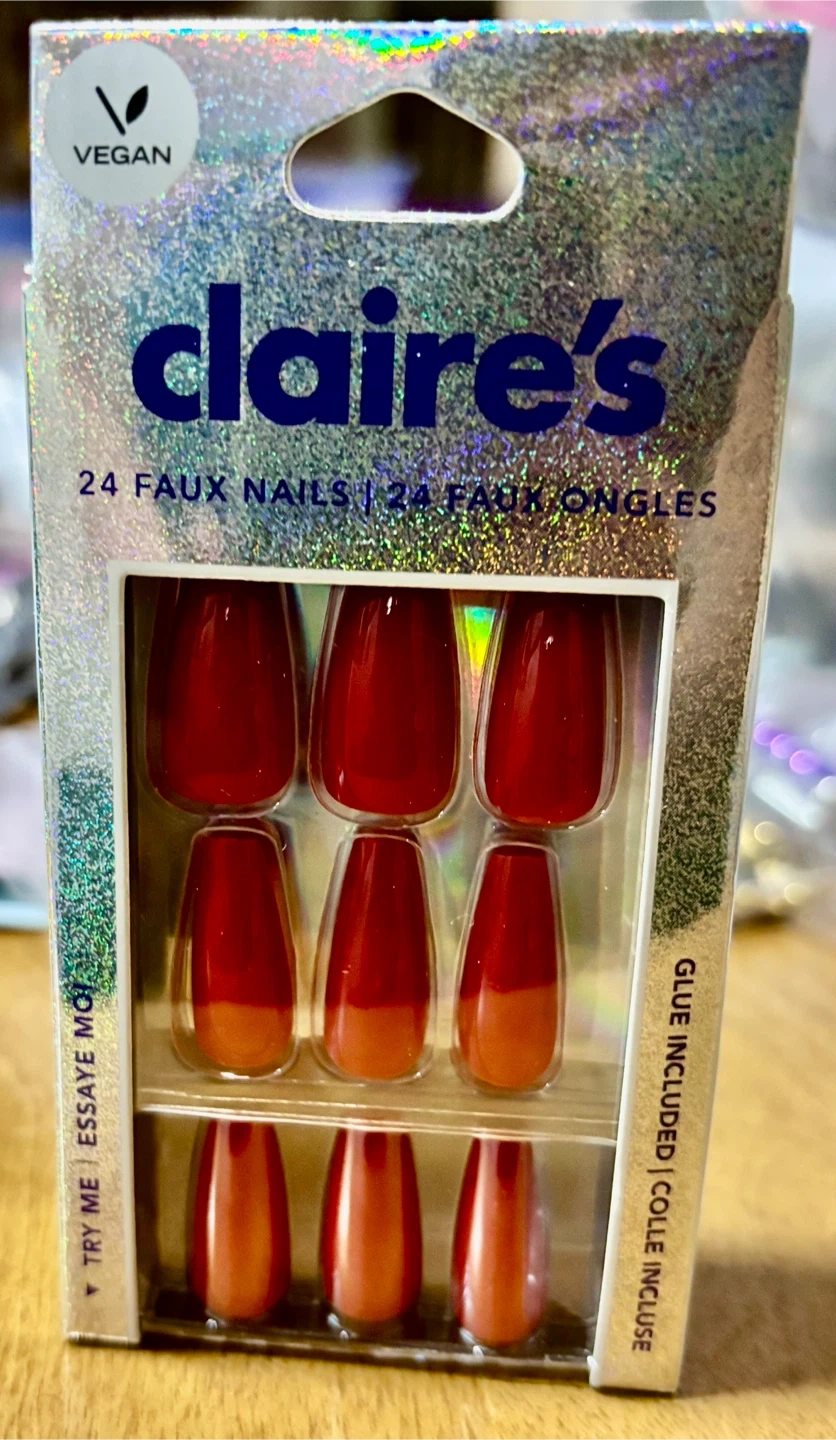 VEGAN
claire's
24 FAUX NAILS | 24 FAUX ONGLES
TRY ME | ESSAYE MOI
GLUE INCLUDED | COLLE INCLUSE